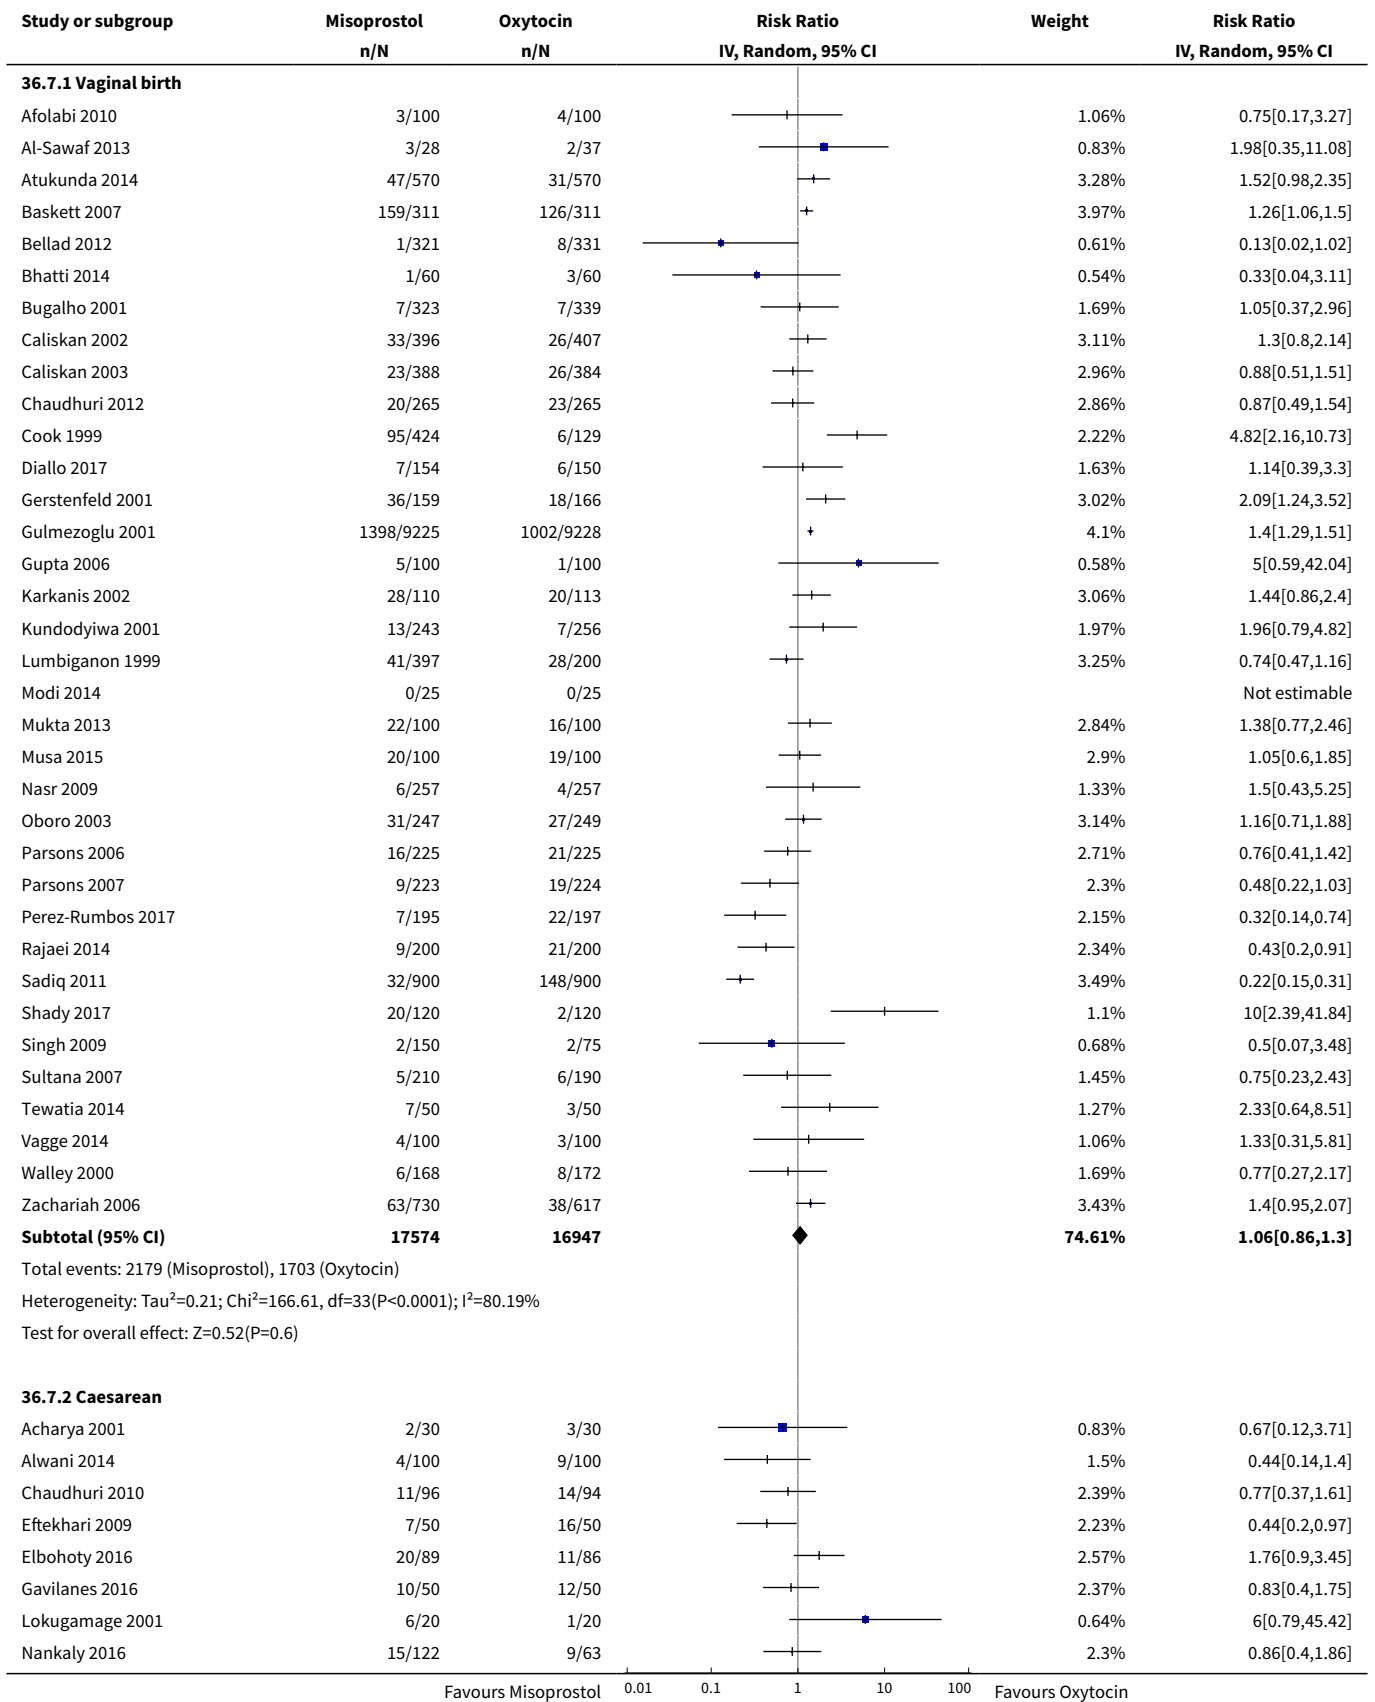 Study or subgroup Misoprostol Oxytocin Risk Ratio Weight Risk Ratio
n/N n/N IV, Random, 95% CI IV, Random, 95% CI
36.7.1 Vaginal birth
Afolabi 2010 3/100 4/100 1.06% 0.75[0.17,3.27]
Al-Sawaf 2013 3/28 2/37 0.83% 1.98[0.35,11.08]
Atukunda 2014 47/570 31/570 3.28% 1.52[0.98,2.35]
Baskett 2007 159/311 126/311 3.97% 1.26[1.06,1.5]
Bellad 2012 1/321 8/331 0.61% 0.13[0.02,1.02]
Bhatti 2014 1/60 3/60 0.54% 0.33[0.04,3.11]
Bugalho 2001 7/323 7/339 1.69% 1.05[0.37,2.96]
Caliskan 2002 33/396 26/407 3.11% 1.3[0.8,2.14]
Caliskan 2003 23/388 26/384 2.96% 0.88[0.51,1.51]
Chaudhuri 2012 20/265 23/265 2.86% 0.87[0.49,1.54]
Cook 1999 95/424 6/129 2.22% 4.82[2.16,10.73]
Diallo 2017 7/154 6/150 1.63% 1.14[0.39,3.3]
Gerstenfeld 2001 36/159 18/166 3.02% 2.09[1.24,3.52]
Gulmezoglu 2001 1398/9225 1002/9228 4.1% 1.4[1.29,1.51]
Gupta 2006 5/100 1/100 0.58% 5[0.59,42.04]
Karkanis 2002 28/110 20/113 3.06% 1.44[0.86,2.4]
Kundodyiwa 2001 13/243 7/256 1.97% 1.96[0.79,4.82]
Lumbiganon 1999 41/397 28/200 3.25% 0.74[0.47,1.16]
Modi 2014 0/25 0/25 Not estimable
Mukta 2013 22/100 16/100 2.84% 1.38[0.77,2.46]
Musa 2015 20/100 19/100 2.9% 1.05[0.6,1.85]
Nasr 2009 6/257 4/257 1.33% 1.5[0.43,5.25]
Oboro 2003 31/247 27/249 3.14% 1.16[0.71,1.88]
Parsons 2006 16/225 21/225 2.71% 0.76[0.41,1.42]
Parsons 2007 9/223 19/224 2.3% 0.48[0.22,1.03]
Perez-Rumbos 2017 7/195 22/197 2.15% 0.32[0.14,0.74]
Rajaei 2014 9/200 21/200 2.34% 0.43[0.2,0.91]
Sadiq 2011 32/900 148/900 3.49% 0.22[0.15,0.31]
Shady 2017 20/120 2/120 1.1% 10[2.39,41.84]
Singh 2009 2/150 2/75 0.68% 0.5[0.07,3.48]
Sultana 2007 5/210 6/190 1.45% 0.75[0.23,2.43]
Tewatia 2014 7/50 3/50 1.27% 2.33[0.64,8.51]
Vagge 2014 4/100 3/100 1.06% 1.33[0.31,5.81]
Walley 2000 6/168 8/172 1.69% 0.77[0.27,2.17]
Zachariah 2006 63/730 38/617 3.43% 1.4[0.95,2.07]
Subtotal (95% CI) 17574 16947 74.61% 1.06[0.86,1.3]
Total events: 2179 (Misoprostol), 1703 (Oxytocin)
Heterogeneity: Tau²=0.21; Chi²=166.61, df=33(P<0.0001); I²=80.19%
Test for overall effect: Z=0.52(P=0.6)
36.7.2 Caesarean
Acharya 2001 2/30 3/30 0.83% 0.67[0.12,3.71]
Alwani 2014 4/100 9/100 1.5% 0.44[0.14,1.4]
Chaudhuri 2010 11/96 14/94 2.39% 0.77[0.37,1.61]
Eftekhari 2009 7/50 16/50 2.23% 0.44[0.2,0.97]
Elbohoty 2016 20/89 11/86 2.57% 1.76[0.9,3.45]
Gavilanes 2016 10/50 12/50 2.37% 0.83[0.4,1.75]
Lokugamage 2001 6/20 1/20 0.64% 6[0.79,45.42]
Nankaly 2016 15/122 9/63 2.3% 0.86[0.4,1.86]
Favours Misoprostol 0.01 0.1 1 10 100 Favours Oxytocin